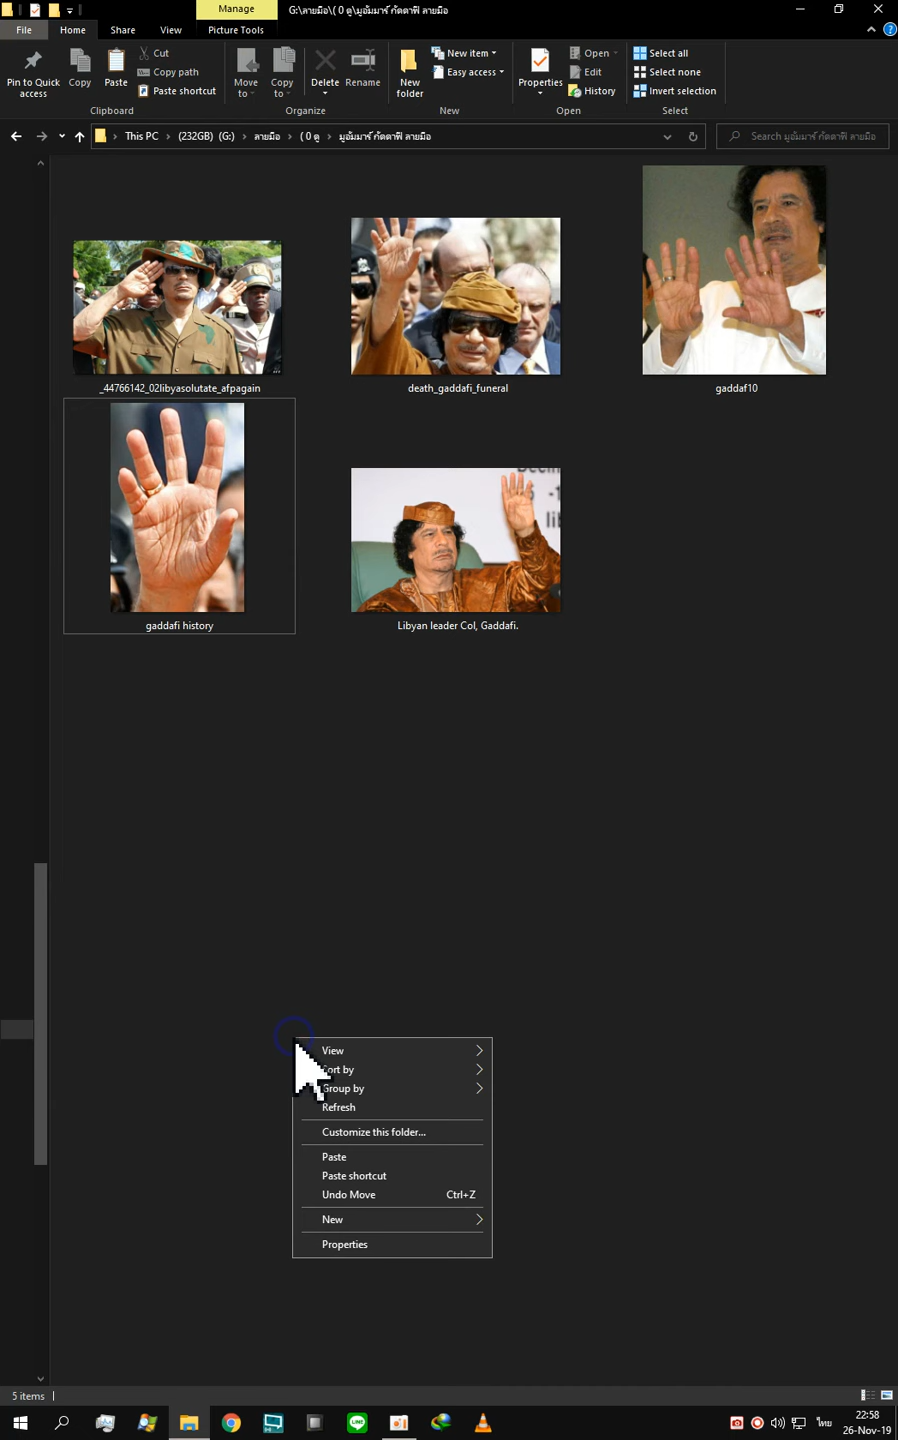 Manage
G:\ลายมือ\( 0 ดู\มูอัมมาร์ กัดดาฟี ลายมือ
File
Home
Share
View
Picture Tools
Pin to Quick access
Copy
Paste
Cut
Copy path
Paste shortcut
Clipboard
Move to
Copy to
Delete
Rename
Organize
New folder
New item
Easy access
New
Properties
Open
Edit
History
Open
Select all
Select none
Invert selection
Select
This PC > (232GB) (G:) > ลายมือ > ( 0 ดู > มูอัมมาร์ กัดดาฟี ลายมือ
Search มูอัมมาร์ กัดดาฟี ลายมือ
_44766142_02libyasolutate_afpagain
death_gaddafi_funeral
gaddaf10
gaddafi history
Libyan leader Col, Gaddafi.
View
Sort by
Group by
Refresh
Customize this folder...
Paste
Paste shortcut
Undo Move Ctrl+Z
New
Properties
5 items
LINE
ไทย
22:58
26-Nov-19